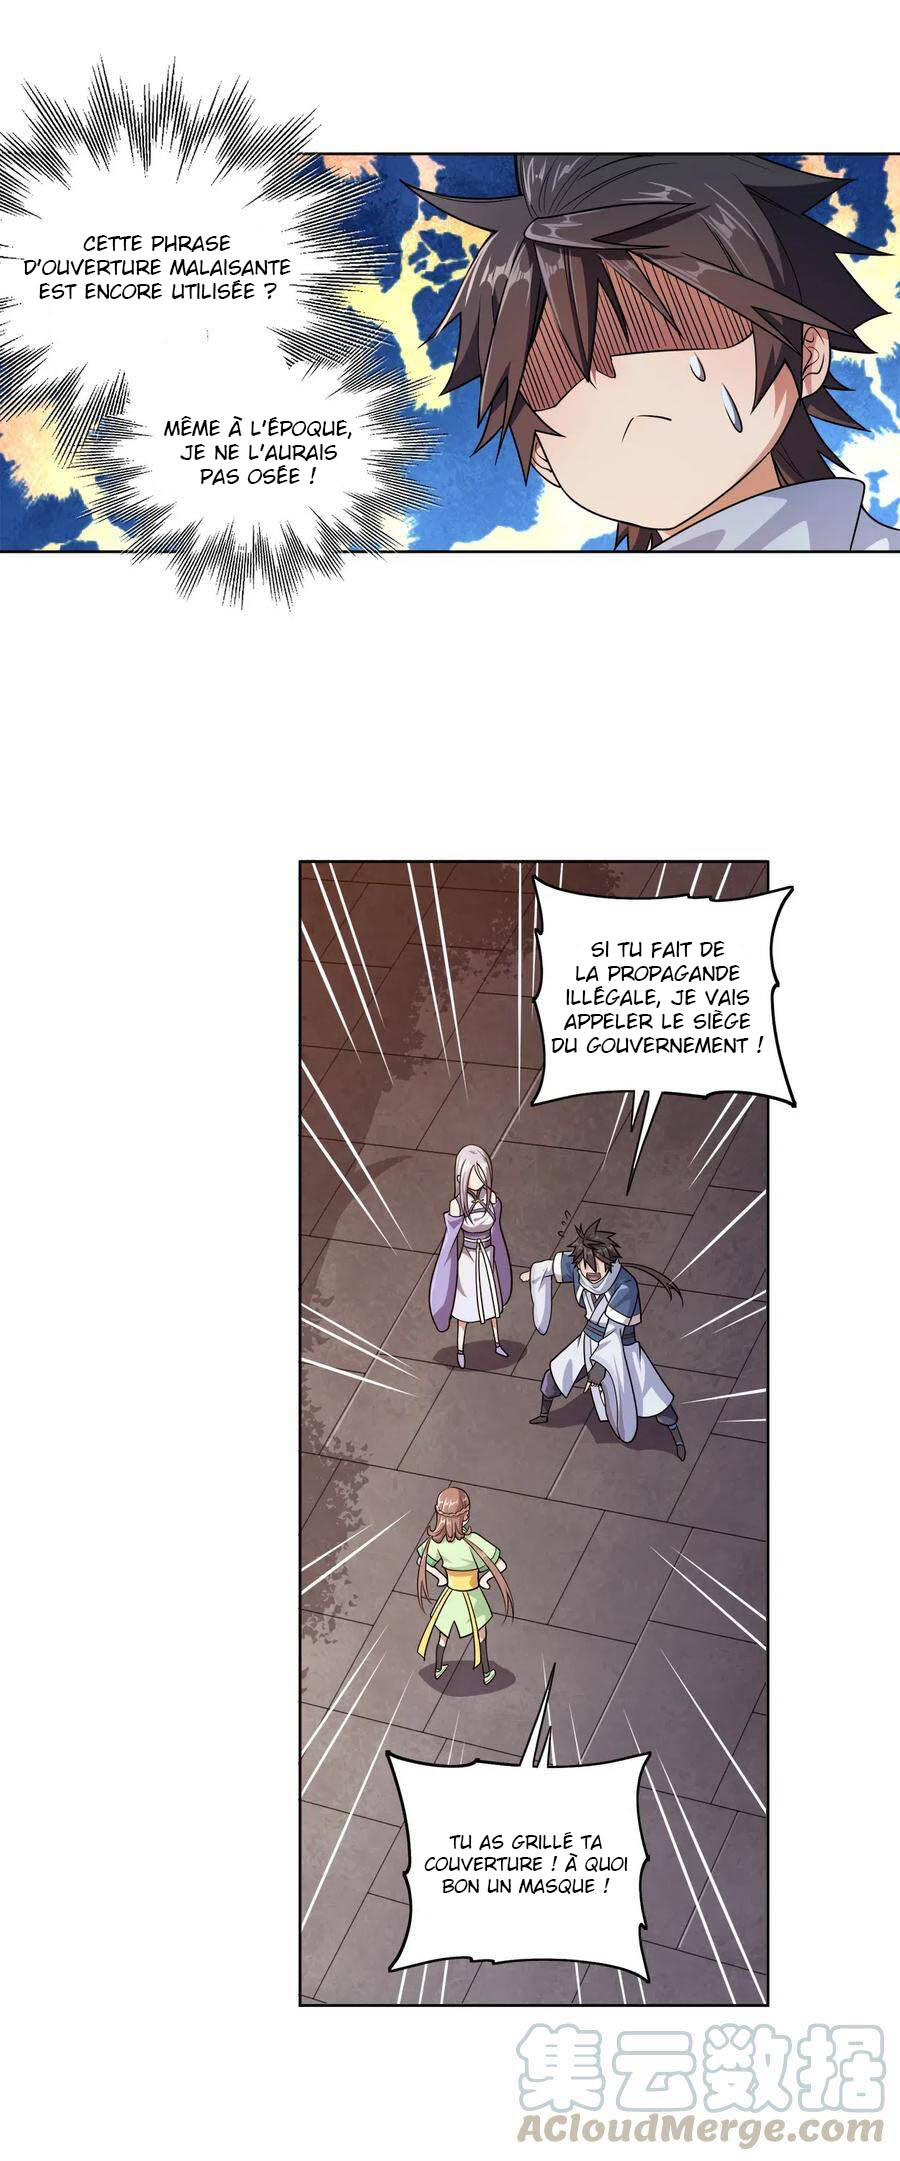 CETTE PHRASE
D'OUVERTURE MALAISANTE
EST ENCORE UTILISÉE ?
MÊME À L'ÉPOQUE,
JE NE L'AURAIS
PAS OSÉE !
SI TU FAIT DE
LA PROPAGANDE
ILLÉGALE, JE VAIS
APPELER LE SIÈGE
DU GOUVERNEMENT !
TU AS GRILLÉ TA
COUVERTURE ! À QUOI
BON UN MASQUE !
集云数据
ACloudMerge.com